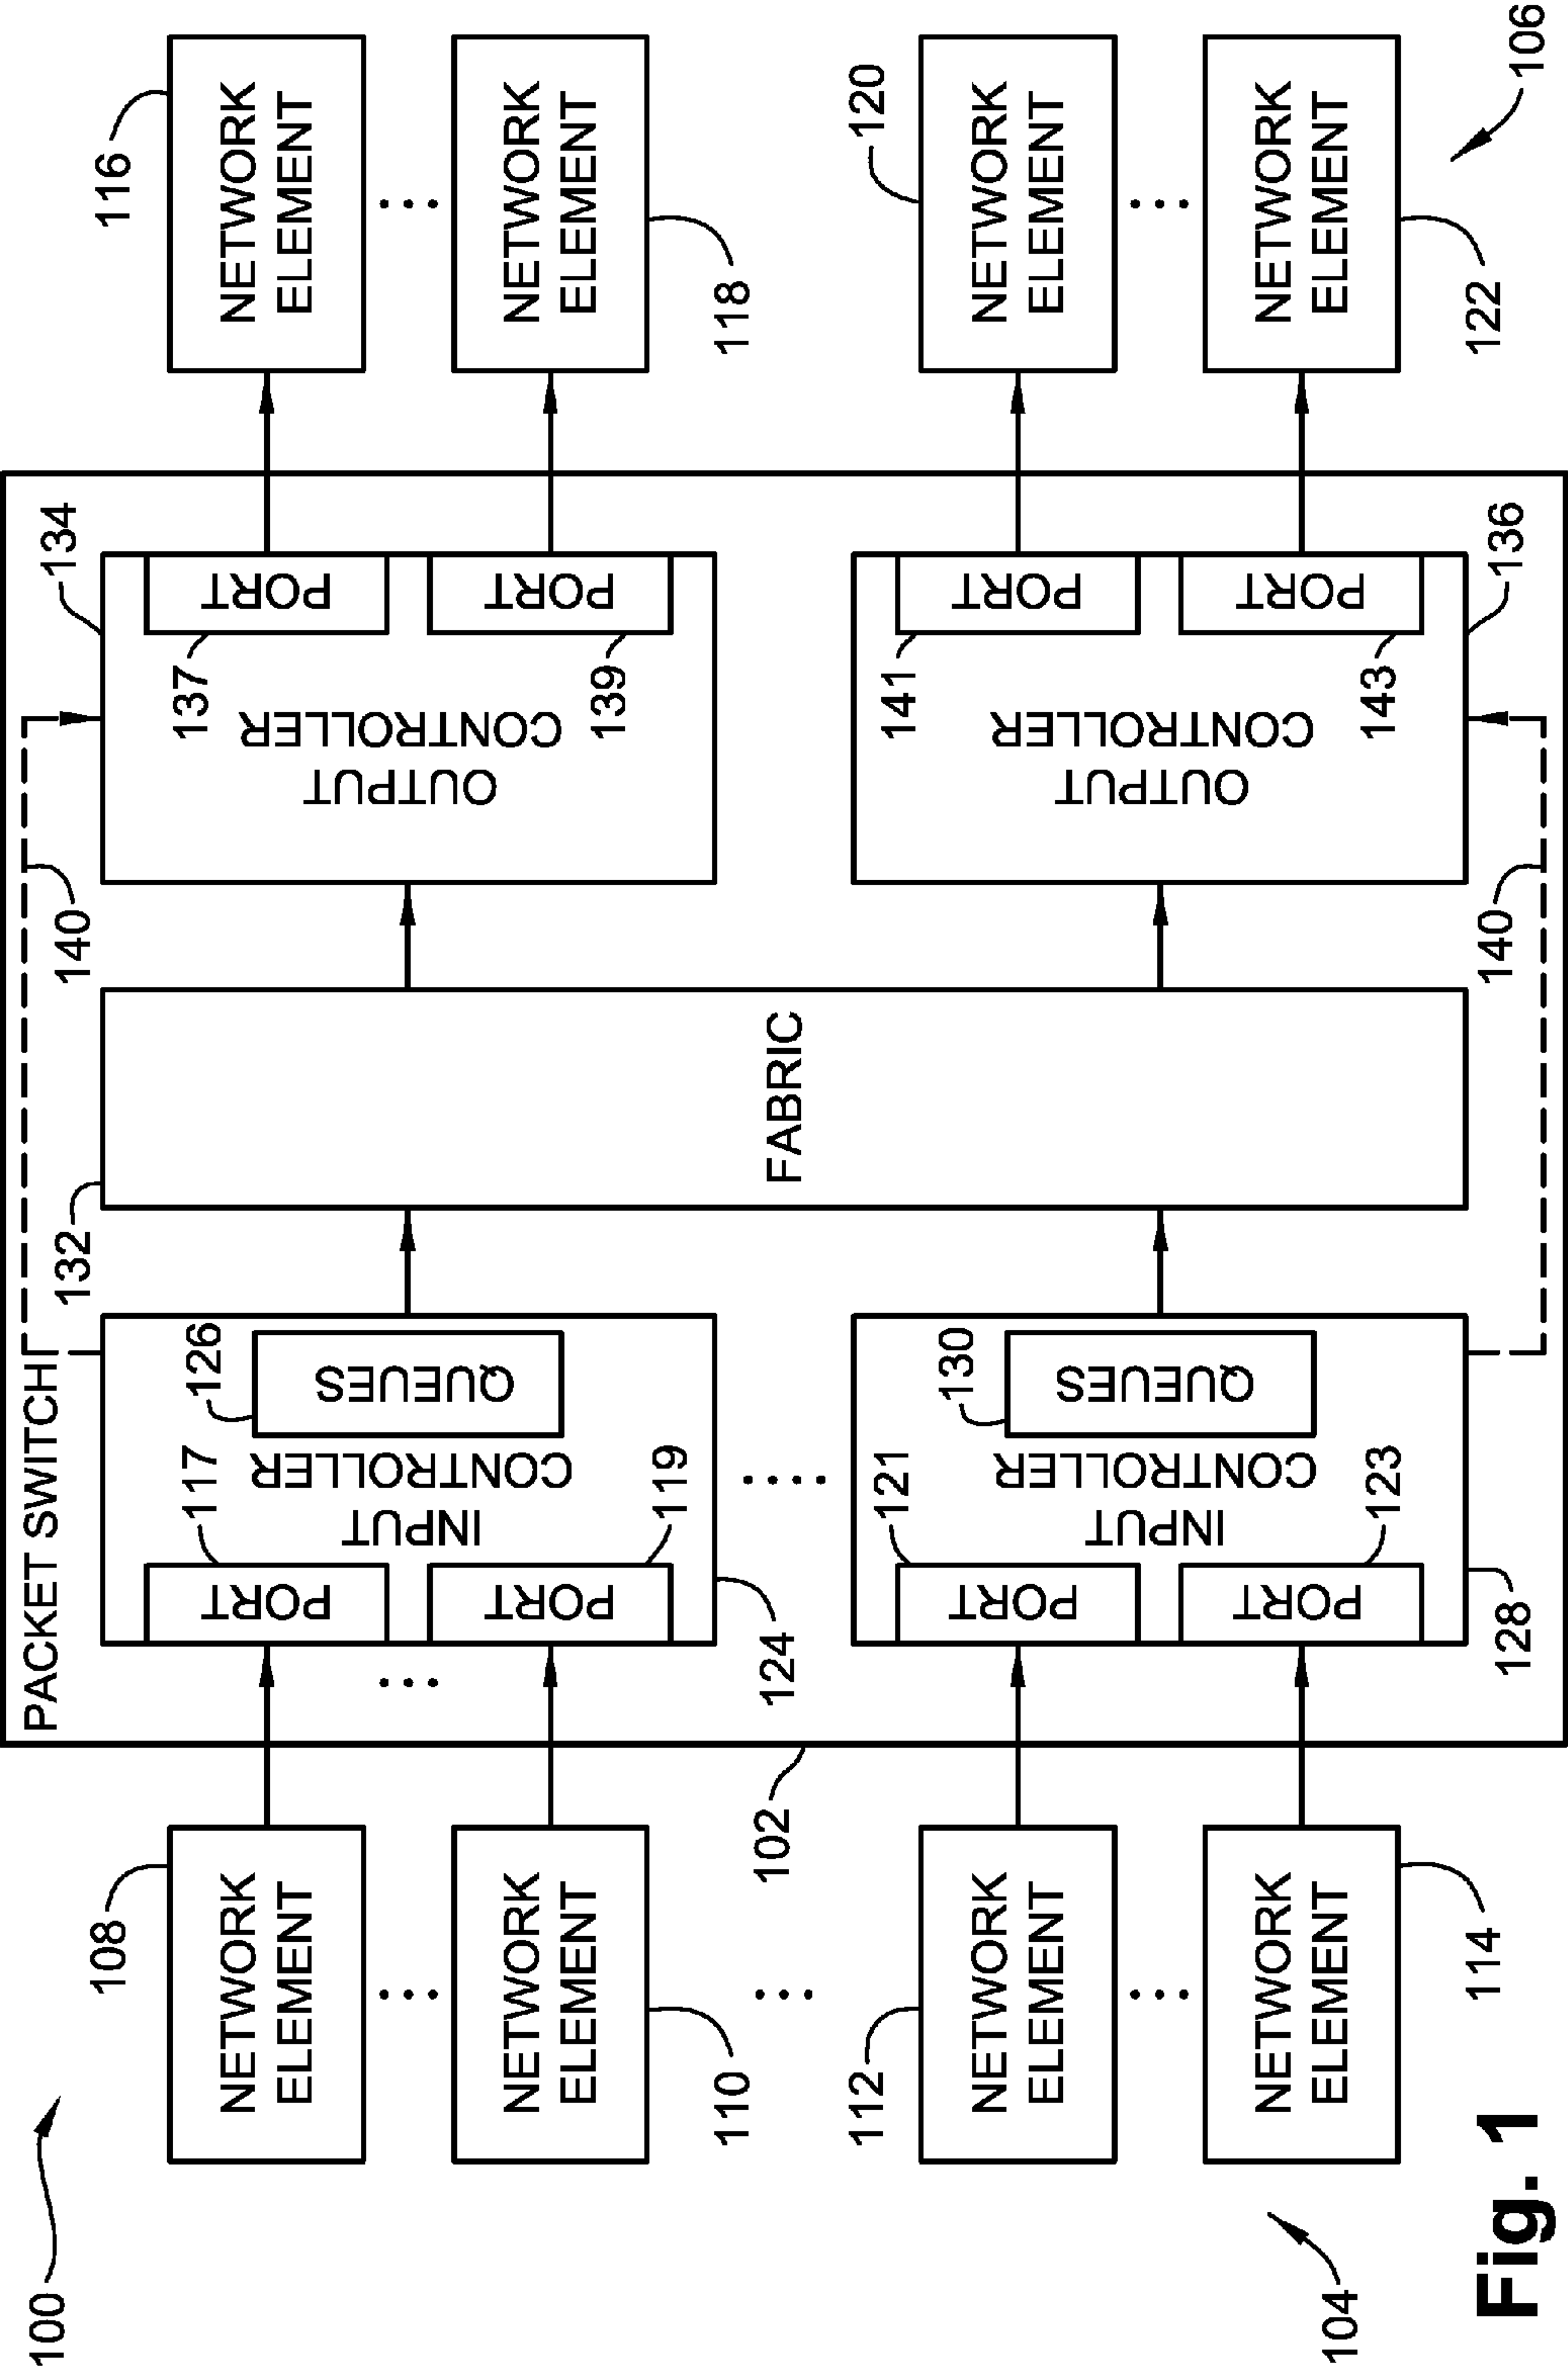 100
PACKET SWITCH
108
NETWORK
ELEMENT
117
PORT
126
QUEUES
INPUT
CONTROLLER
132
140
134
137
PORT
OUTPUT
CONTROLLER
116
NETWORK
ELEMENT
NETWORK
ELEMENT
110
PORT
119
124
FABRIC
139
PORT
NETWORK
ELEMENT
118
102
112
NETWORK
ELEMENT
121
PORT
130
QUEUES
INPUT
CONTROLLER
141
PORT
OUTPUT
CONTROLLER
120
NETWORK
ELEMENT
NETWORK
ELEMENT
114
PORT
123
128
140
143
PORT
136
NETWORK
ELEMENT
122
104
106
Fig. 1